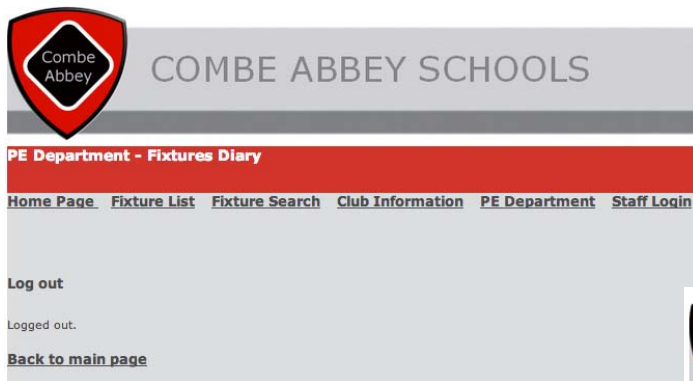 Combe
Abbey
COMBE ABBEY SCHOOLS
PE Department - Fixtures Diary
Home Page Fixture List Fixture Search Club Information PE Department Staff Login
Log out
Logged out.
Back to main page